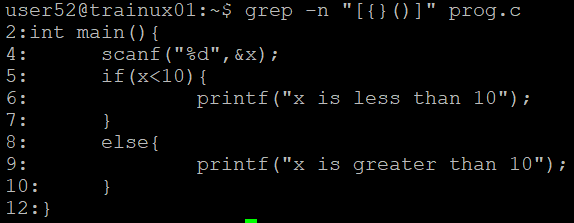 user52@trainux01:~$ grep -n "[{}()]" prog.c
2:int main(){
4:      scanf("%d",&x);
5:      if(x<10){
6:              printf("x is less than 10");
7:      }
8:      else{
9:              printf("x is greater than 10");
10:     }
12:}